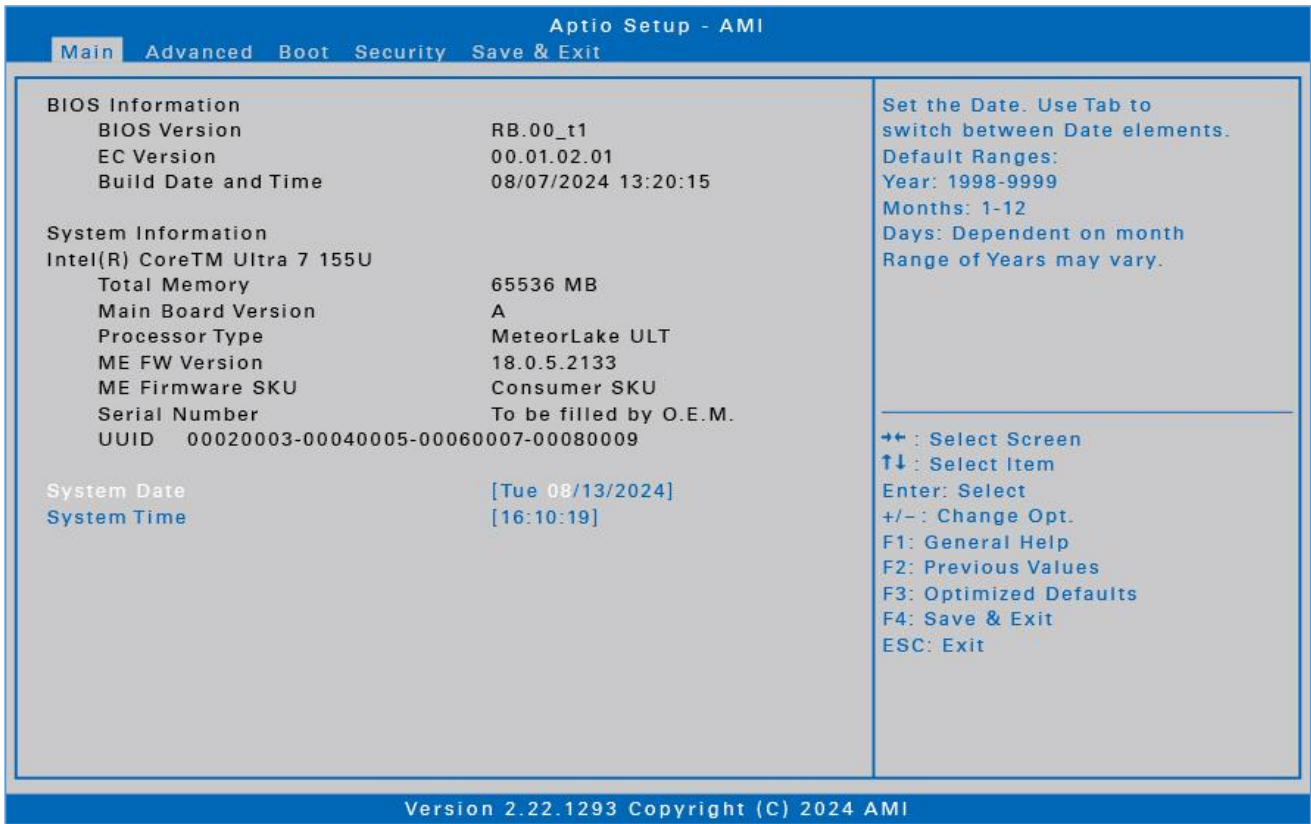 Aptio Setup - AMI
Main Advanced Boot Security Save & Exit
BIOS Information
BIOS Version RB.00_t1
EC Version 00.01.02.01
Build Date and Time 08/07/2024 13:20:15
System Information
Intel(R) CoreTM Ultra 7 155U
Total Memory 65536 MB
Main Board Version A
Processor Type MeteorLake ULT
ME FW Version 18.0.5.2133
ME Firmware SKU Consumer SKU
Serial Number To be filled by O.E.M.
UUID 00020003-00040005-00060007-00080009
System Date [Tue 08/13/2024]
System Time [16:10:19]
Set the Date. Use Tab to
switch between Date elements.
Default Ranges:
Year: 1998-9999
Months: 1-12
Days: Dependent on month
Range of Years may vary.
→← : Select Screen
↑↓ : Select Item
Enter: Select
+/– : Change Opt.
F1: General Help
F2: Previous Values
F3: Optimized Defaults
F4: Save & Exit
ESC: Exit
Version 2.22.1293 Copyright (C) 2024 AMI